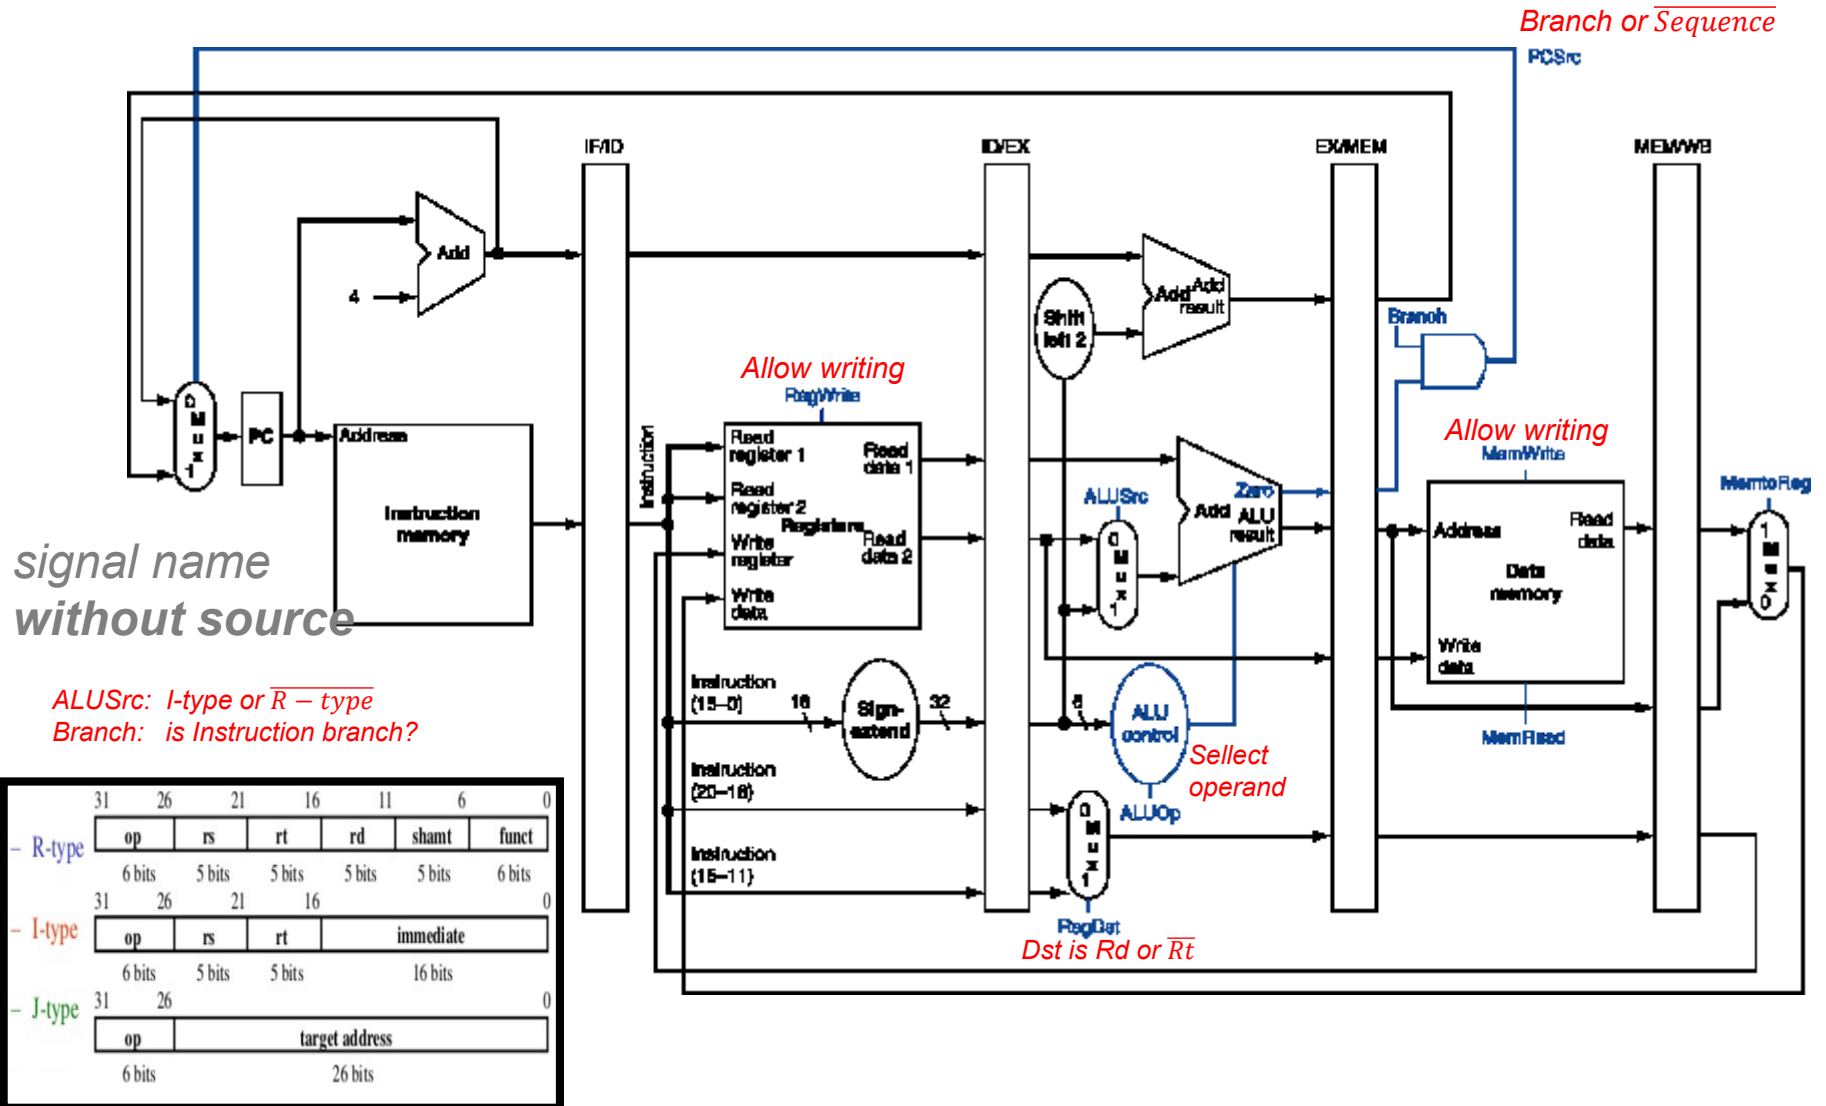 Branch or Sequence
PCSrc
IF/ID
ID/EX
EX/MEM
MEM/WB
Add
4
Shift
left 2
Add Add
result
Branch
Allow writing
RegWrite
0
M
u
x
1
PC
Address
Instruction
memory
Instruction
Read
register 1
Read
data 1
Read
register 2
Registers
Write
register
Read
data 2
Write
data
ALUSrc
0
M
u
x
1
Zero
Add ALU
result
Allow writing
MemWrite
Address
Read
data
Data
memory
Write
data
MemRead
MemtoReg
1
M
u
x
0
signal name
without source
ALUSrc: I-type or R − type
Branch: is Instruction branch?
Instruction
(15–0)
16
Sign-
extend
32
6
ALU
control
Sellect
operand
ALUOp
Instruction
(20–16)
Instruction
(15–11)
0
M
u
x
1
RegDst
Dst is Rd or Rt
31 26 21 16 11 6 0
– R-type op rs rt rd shamt funct
6 bits 5 bits 5 bits 5 bits 5 bits 6 bits
31 26 21 16 0
– I-type op rs rt immediate
6 bits 5 bits 5 bits 16 bits
31 26 0
– J-type op target address
6 bits 26 bits